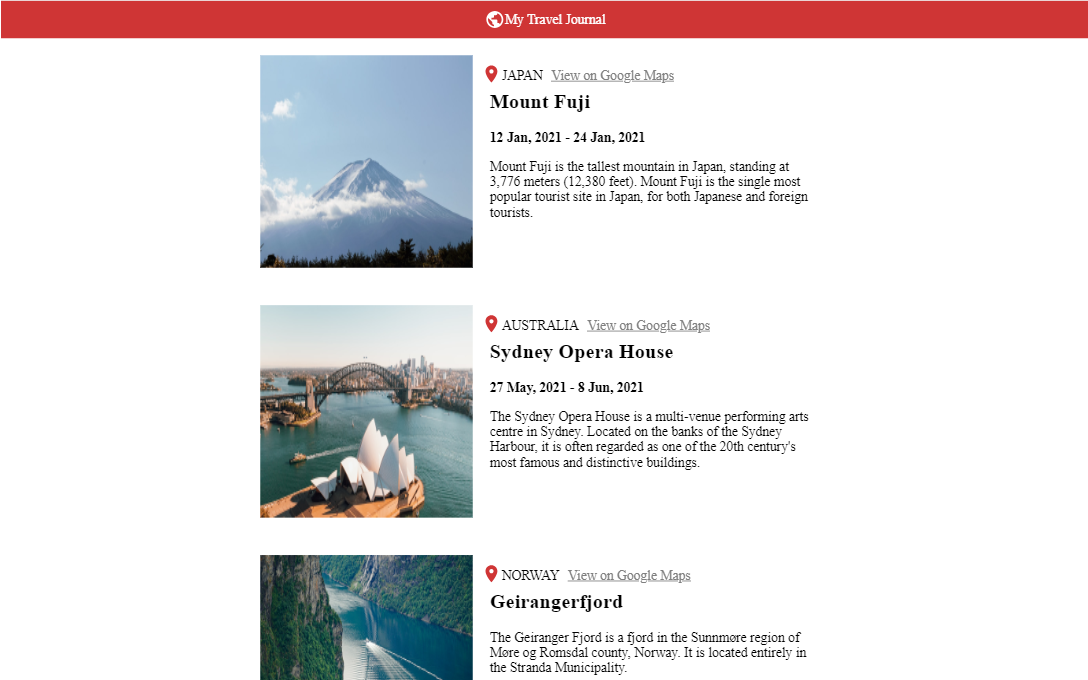 My Travel Journal
JAPAN View on Google Maps
Mount Fuji
12 Jan, 2021 - 24 Jan, 2021
Mount Fuji is the tallest mountain in Japan, standing at
3,776 meters (12,380 feet). Mount Fuji is the single most
popular tourist site in Japan, for both Japanese and foreign
tourists.
AUSTRALIA View on Google Maps
Sydney Opera House
27 May, 2021 - 8 Jun, 2021
The Sydney Opera House is a multi-venue performing arts
centre in Sydney. Located on the banks of the Sydney
Harbour, it is often regarded as one of the 20th century's
most famous and distinctive buildings.
NORWAY View on Google Maps
Geirangerfjord
The Geiranger Fjord is a fjord in the Sunnmøre region of
Møre og Romsdal county, Norway. It is located entirely in
the Stranda Municipality.